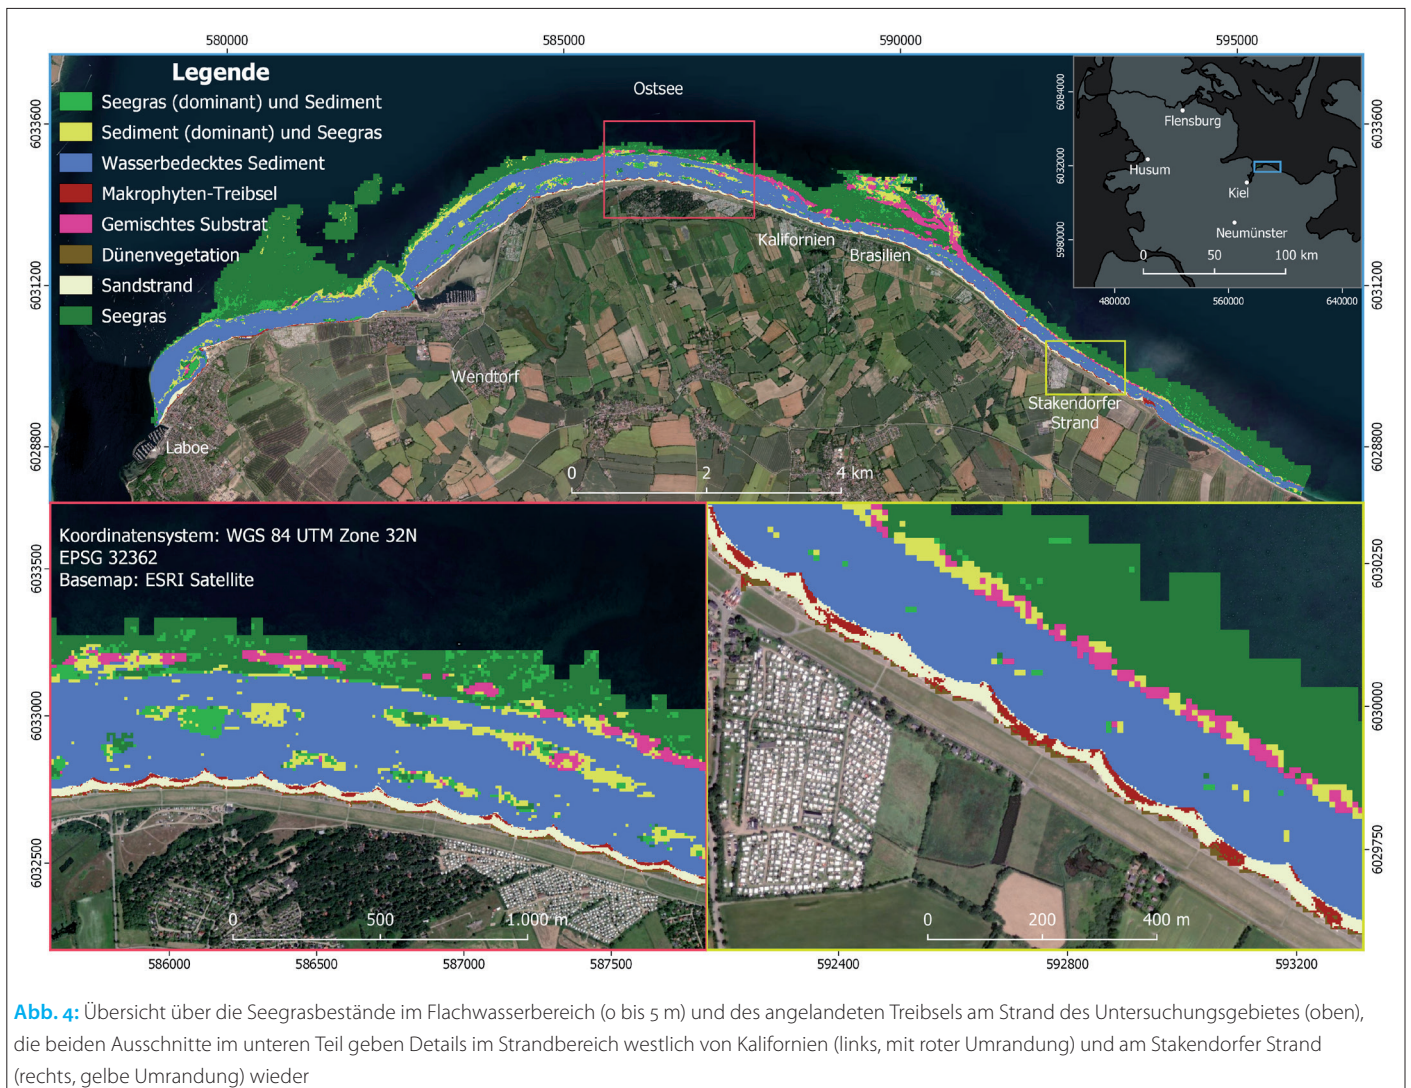 580000
585000
590000
595000
Legende
Seegras (dominant) und Sediment
Sediment (dominant) und Seegras
Wasserbedecktes Sediment
Makrophyten-Treibsel
Gemischtes Substrat
Dünenvegetation
Sandstrand
Seegras
Ostsee
Kalifornien
Brasilien
Wendtorf
Laboe
Stakendorfer
Strand
0 2 4 km
6033600
6031200
6028800
6033600
6031200
6028800
Flensburg
Husum
Kiel
Neumünster
0 50 100 km
6084000
6032000
5980000
480000
560000
640000
Koordinatensystem: WGS 84 UTM Zone 32N
EPSG 32362
Basemap: ESRI Satellite
6033500
6033000
6032500
0 500 1.000 m
586000
586500
587000
587500
0 200 400 m
6030250
6030000
6029750
592400
592800
593200
Abb. 4: Übersicht über die Seegrasbestände im Flachwasserbereich (0 bis 5 m) und des angelandeten Treibsels am Strand des Untersuchungsgebietes (oben),
die beiden Ausschnitte im unteren Teil geben Details im Strandbereich westlich von Kalifornien (links, mit roter Umrandung) und am Stakendorfer Strand
(rechts, gelbe Umrandung) wieder